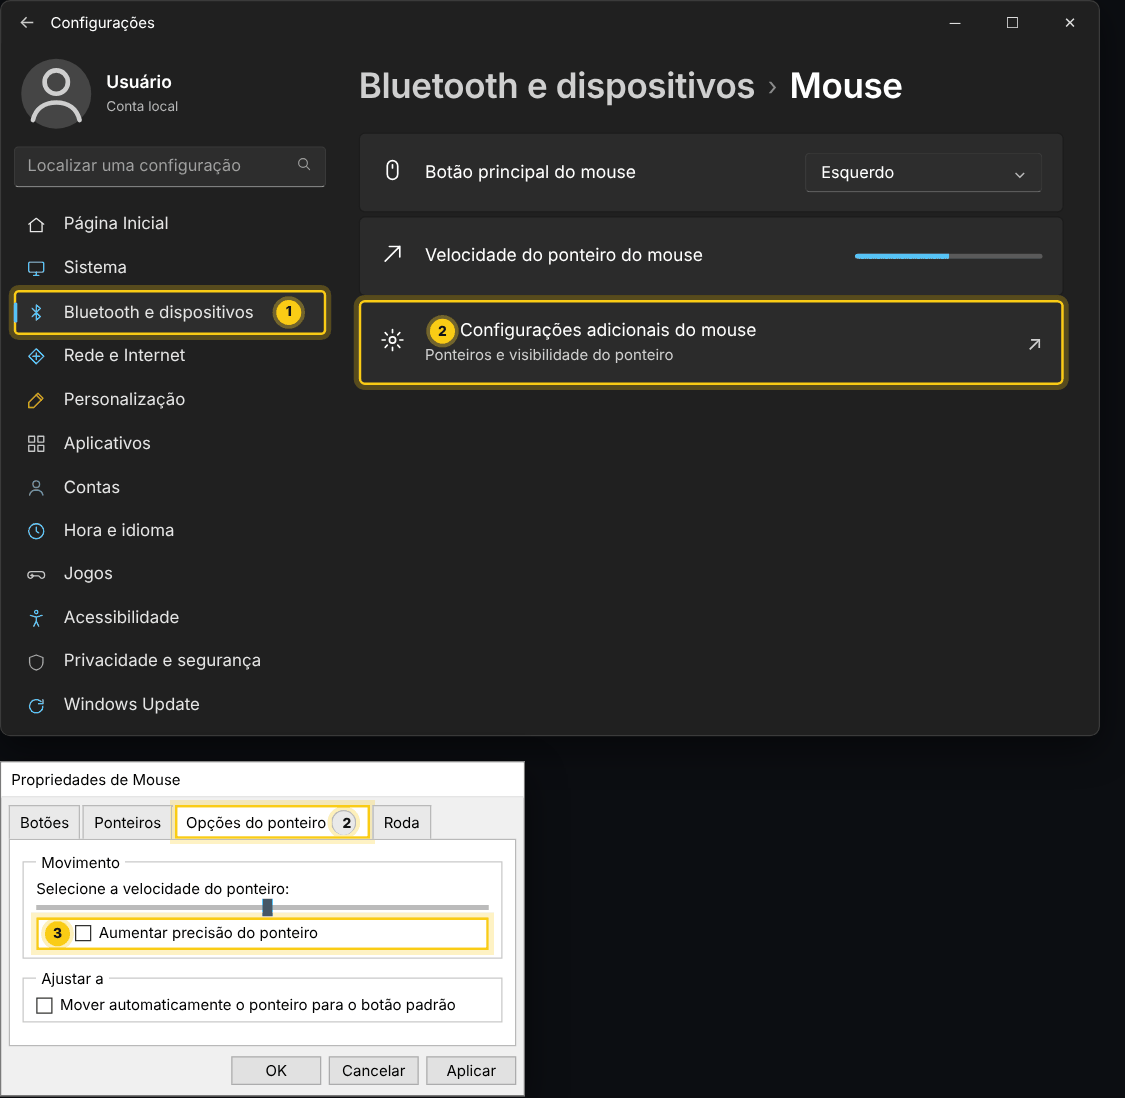 Configurações
Usuário
Conta local
Localizar uma configuração
Página Inicial
Sistema
Bluetooth e dispositivos 1
Rede e Internet
Personalização
Aplicativos
Contas
Hora e idioma
Jogos
Acessibilidade
Privacidade e segurança
Windows Update
Bluetooth e dispositivos › Mouse
Botão principal do mouse Esquerdo
Velocidade do ponteiro do mouse
2 Configurações adicionais do mouse
Ponteiros e visibilidade do ponteiro
Propriedades de Mouse
Botões Ponteiros Opções do ponteiro 2 Roda
Movimento
Selecione a velocidade do ponteiro:
3 Aumentar precisão do ponteiro
Ajustar a
Mover automaticamente o ponteiro para o botão padrão
OK Cancelar Aplicar